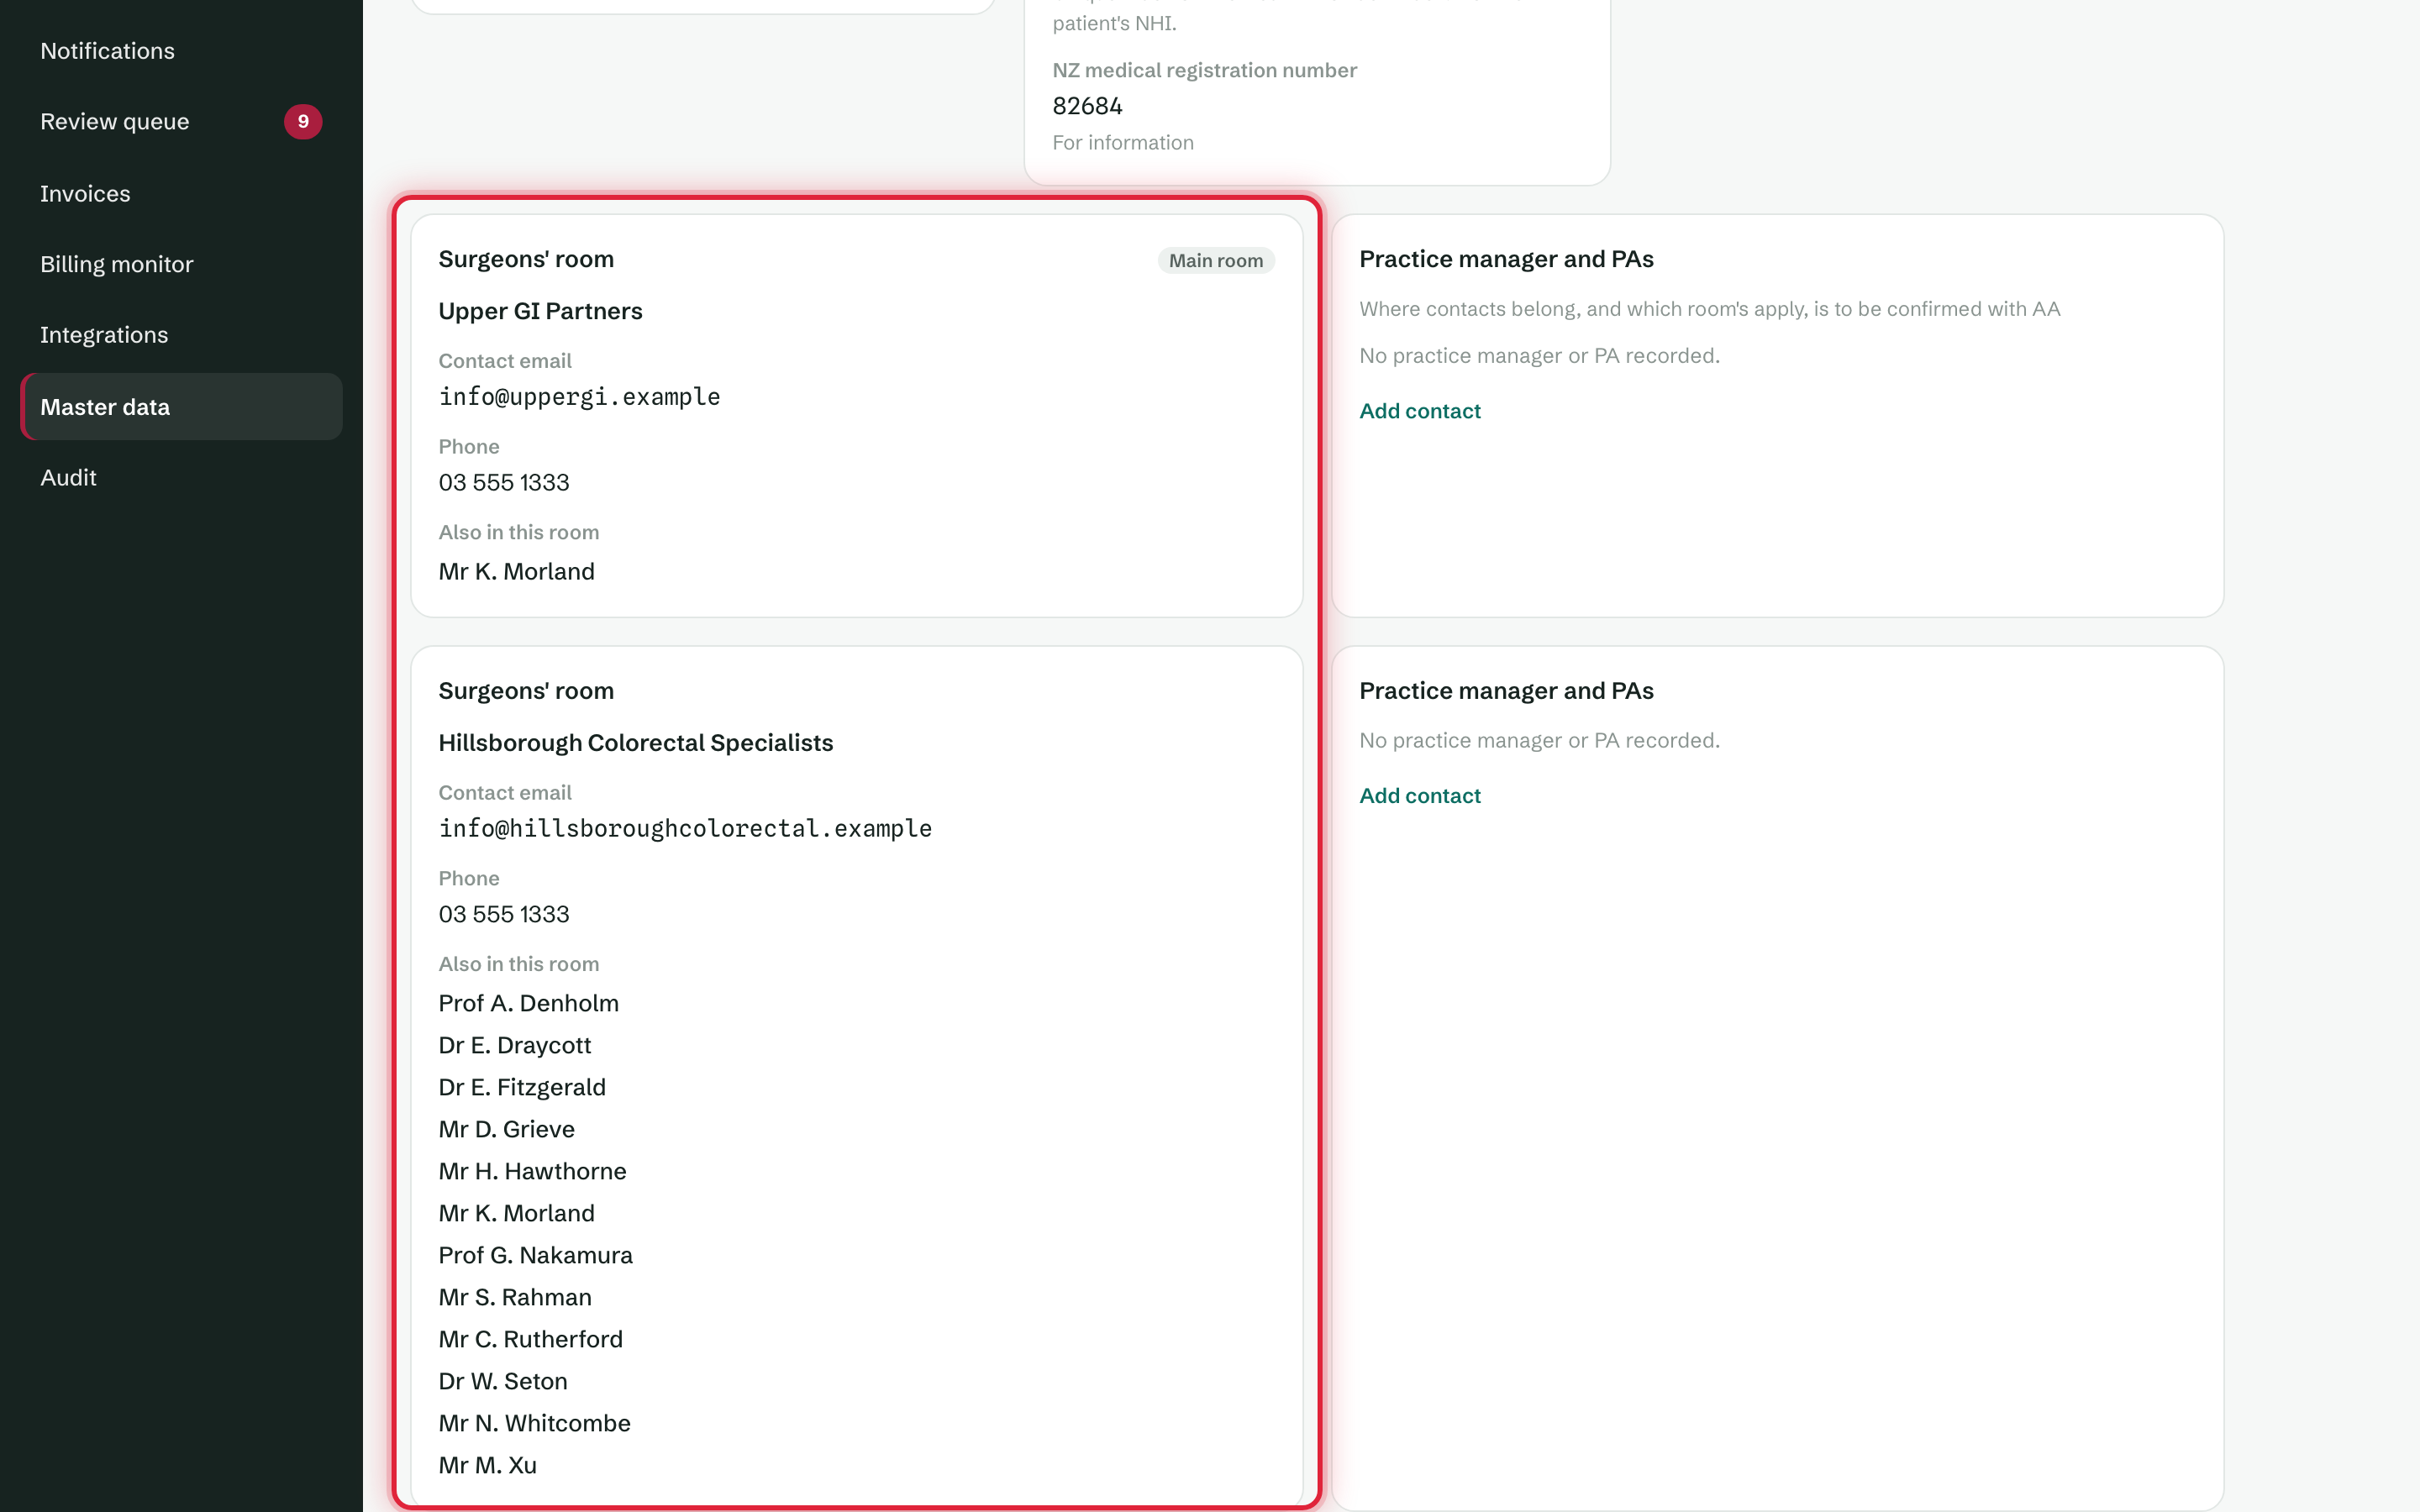 Notifications
Review queue 9
Invoices
Billing monitor
Integrations
Master data
Audit
patient's NHI.
NZ medical registration number
82684
For information
Surgeons' room
Main room
Upper GI Partners
Contact email
info@uppergi.example
Phone
03 555 1333
Also in this room
Mr K. Morland
Practice manager and PAs
Where contacts belong, and which room's apply, is to be confirmed with AA
No practice manager or PA recorded.
Add contact
Surgeons' room
Hillsborough Colorectal Specialists
Contact email
info@hillsboroughcolorectal.example
Phone
03 555 1333
Also in this room
Prof A. Denholm
Dr E. Draycott
Dr E. Fitzgerald
Mr D. Grieve
Mr H. Hawthorne
Mr K. Morland
Prof G. Nakamura
Mr S. Rahman
Mr C. Rutherford
Dr W. Seton
Mr N. Whitcombe
Mr M. Xu
Practice manager and PAs
No practice manager or PA recorded.
Add contact